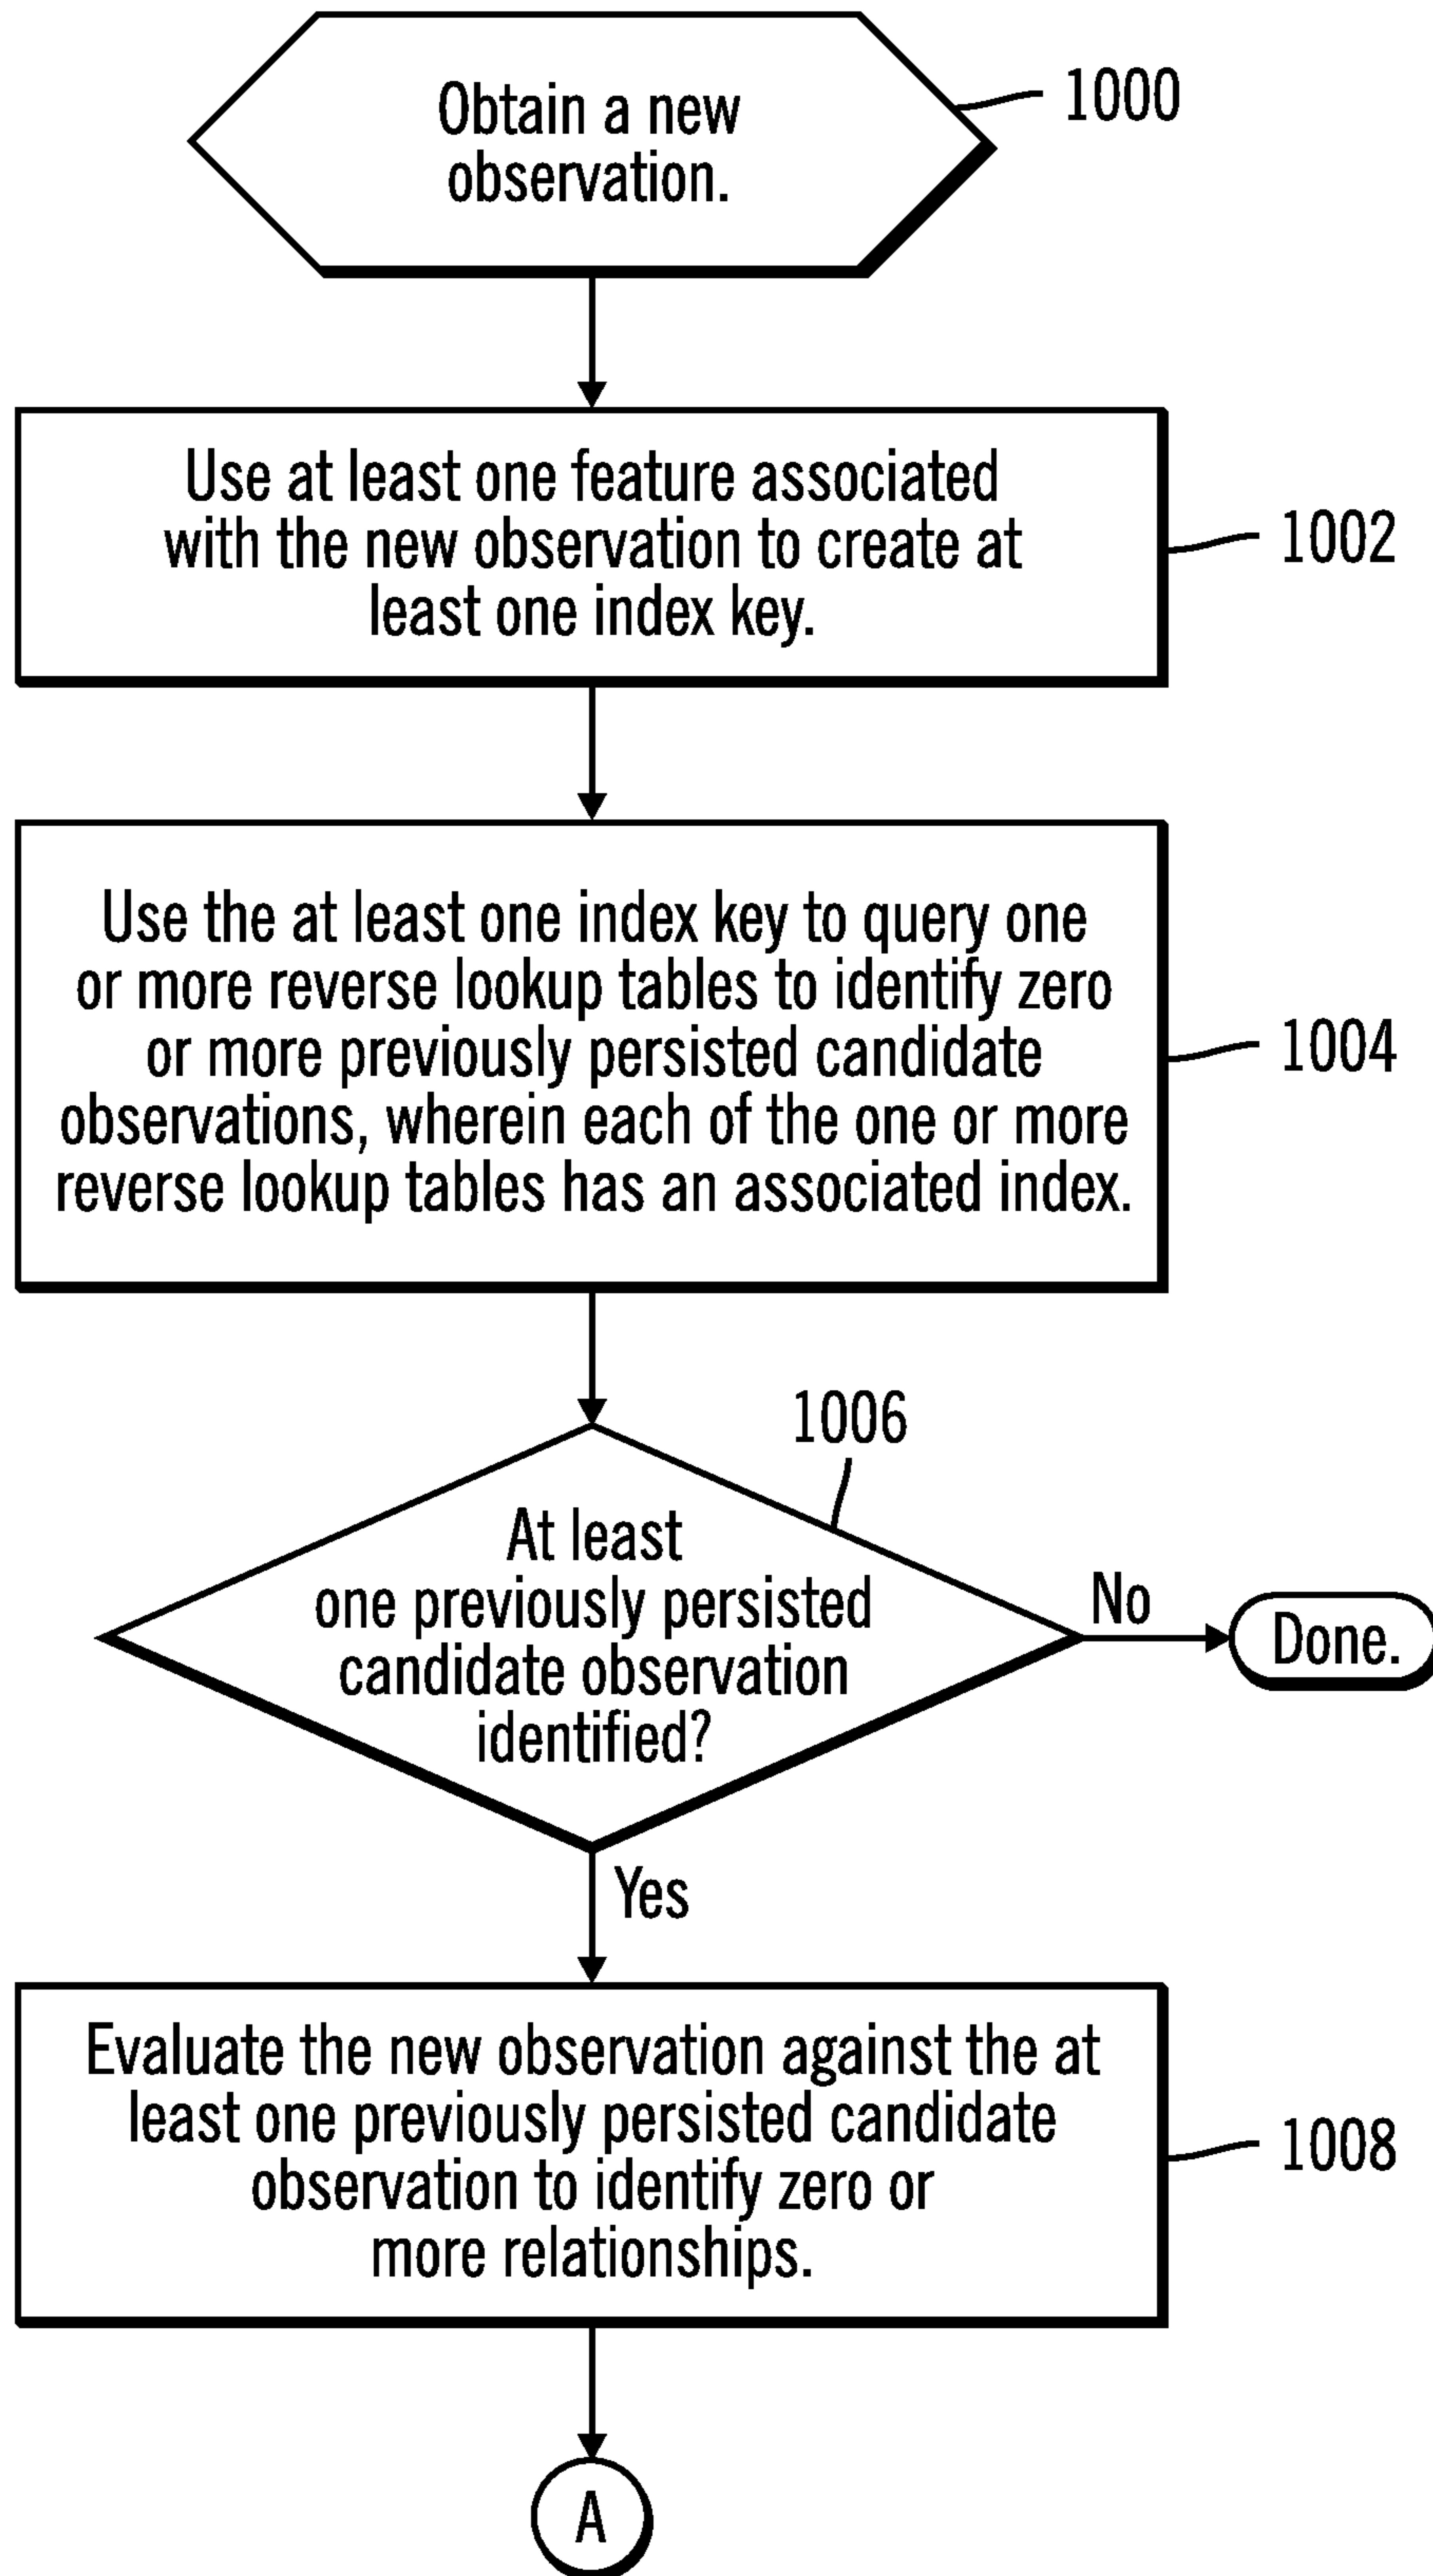 Obtain a new
observation.
1000
Use at least one feature associated
with the new observation to create at
least one index key.
1002
Use the at least one index key to query one
or more reverse lookup tables to identify zero
or more previously persisted candidate
observations, wherein each of the one or more
reverse lookup tables has an associated index.
1004
1006
At least
one previously persisted
candidate observation
identified?
No
Done.
Yes
Evaluate the new observation against the at
least one previously persisted candidate
observation to identify zero or
more relationships.
1008
A